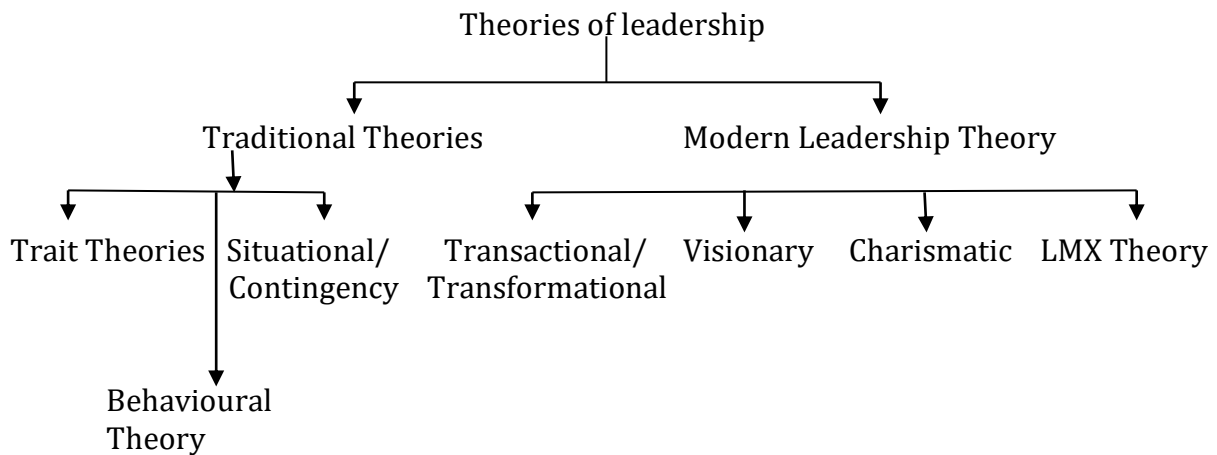 Theories of leadership
Traditional Theories
Modern Leadership Theory
Trait Theories
Situational/
Contingency
Transactional/
Transformational
Visionary
Charismatic
LMX Theory
Behavioural
Theory